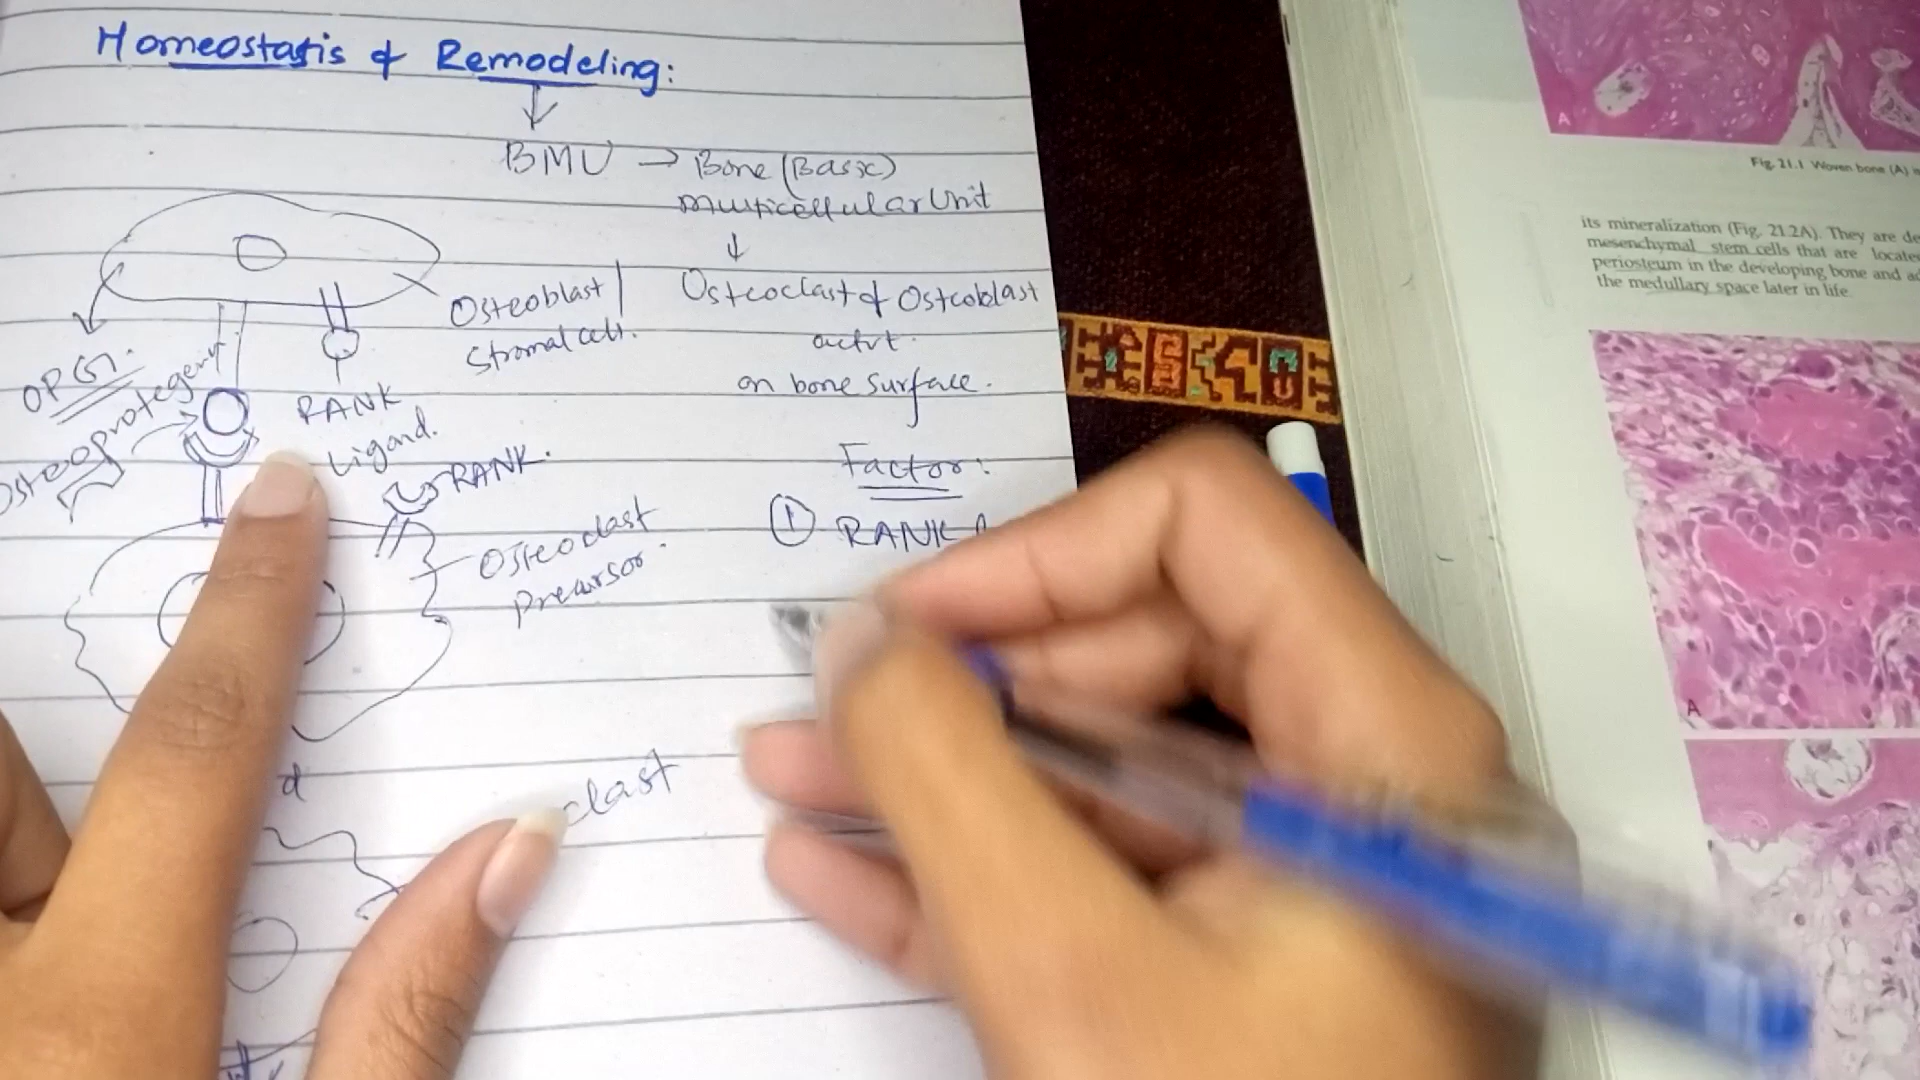 Homeostasis & Remodeling:
BMU → Bone (Basic)
Multicellular Unit
Osteoclast & Osteoblast
actvt.
on bone surface.
Osteoblast /
Stromal cell.
OPG
RANK
Ligand.
RANK.
Osteoclast
precursor.
Factor:
① RANK
clast
A
Fig. 21.1 Woven bone (A) is
its mineralization (Fig. 21.2A). They are de
mesenchymal stem cells that are locate
periosteum in the developing bone and a
the medullary space later in life.
A